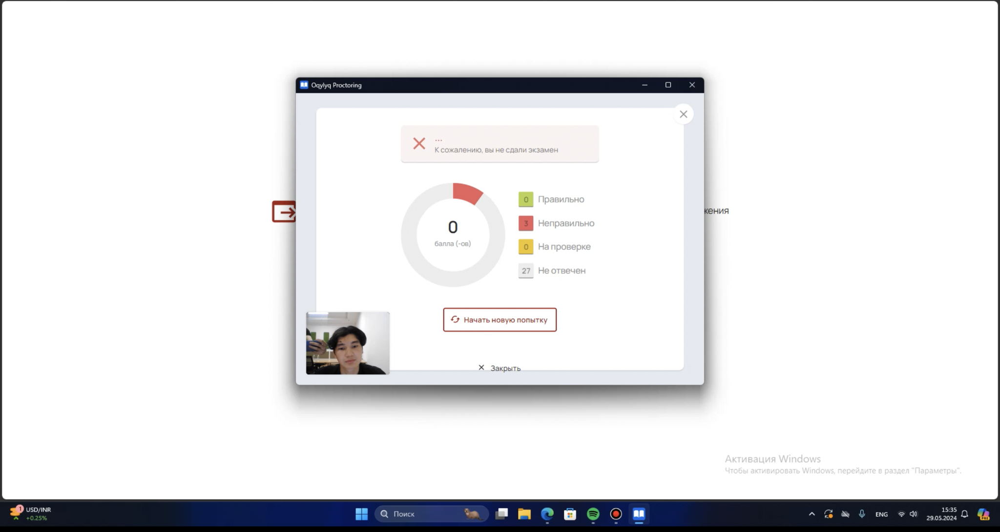 Oqylyq Proctoring
...
К сожалению, вы не сдали экзамен
0
балла (-ов)
0 Правильно
3 Неправильно
0 На проверке
27 Не отвечен
жения
Начать новую попытку
Закрыть
Активация Windows
Чтобы активировать Windows, перейдите в раздел "Параметры".
1
USD/INR
+0.25%
Поиск
ENG
15:35
29.05.2024
PRE